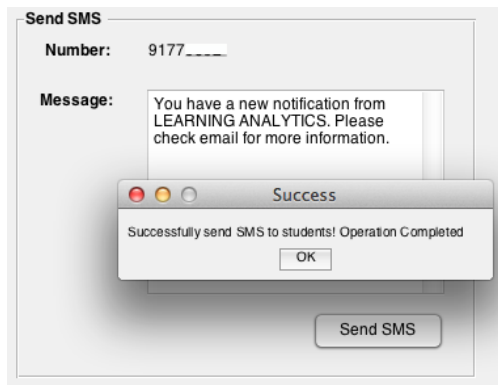 Send SMS
Number: 9177
Message:
You have a new notification from
LEARNING ANALYTICS. Please
check email for more information.
Success
Successfully send SMS to students! Operation Completed
OK
Send SMS